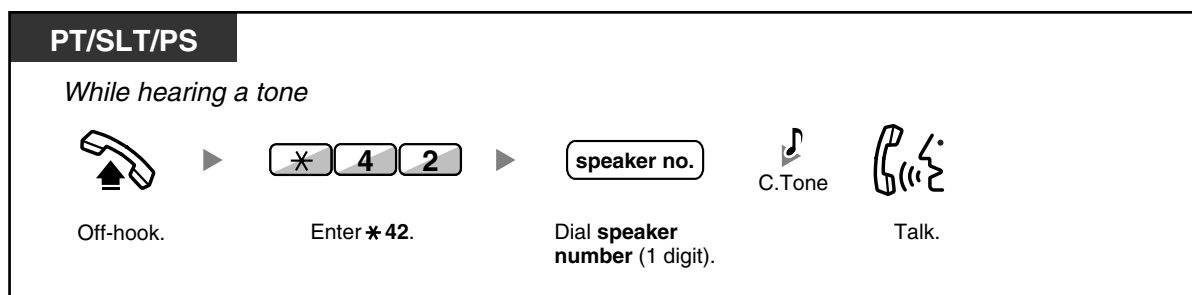 PT/SLT/PS
While hearing a tone
* 4 2
speaker no.
C.Tone
Off-hook.
Enter * 42.
Dial speaker
number (1 digit).
Talk.